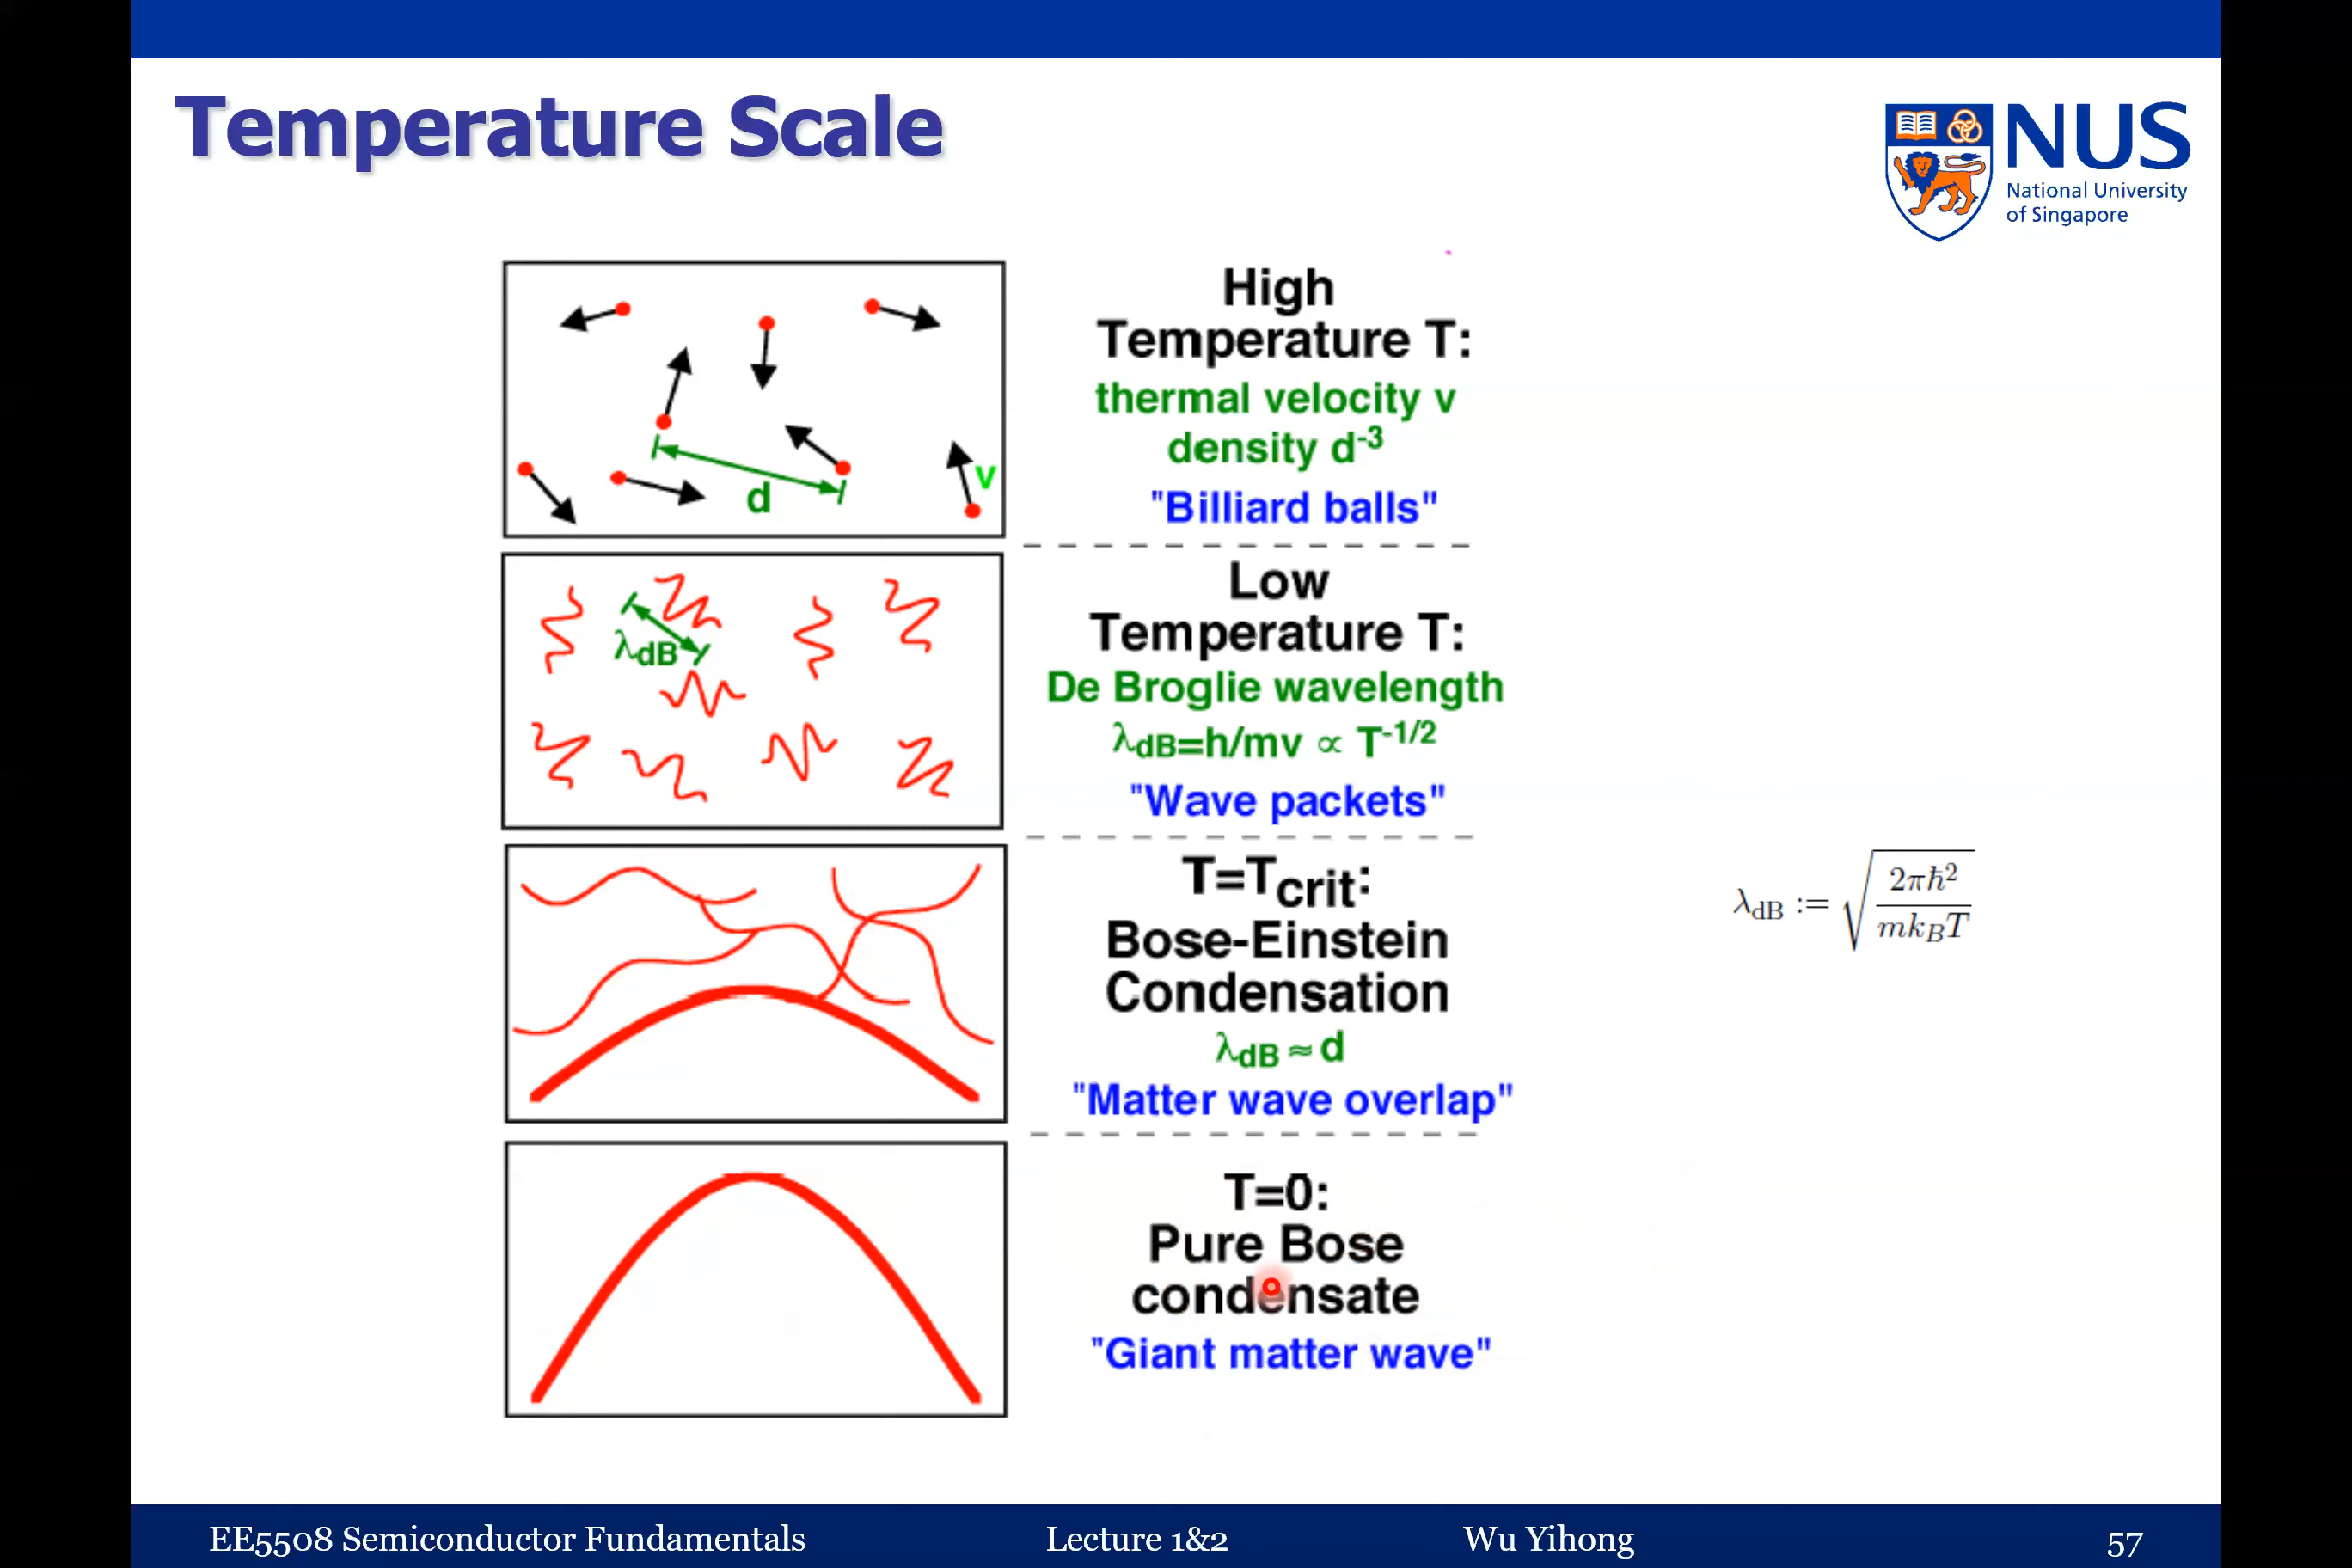 Temperature Scale
NUS
National University
of Singapore
High
Temperature T:
thermal velocity v
density d⁻³
"Billiard balls"
d
v
Low
Temperature T:
De Broglie wavelength
λdB=h/mv ∝ T⁻¹/²
"Wave packets"
λdB
T=Tcrit:
Bose-Einstein
Condensation
λdB ≈ d
"Matter wave overlap"
λdB := √(2πħ²/mkBT)
T=0:
Pure Bose
condensate
"Giant matter wave"
EE5508 Semiconductor Fundamentals Lecture 1&2 Wu Yihong 57